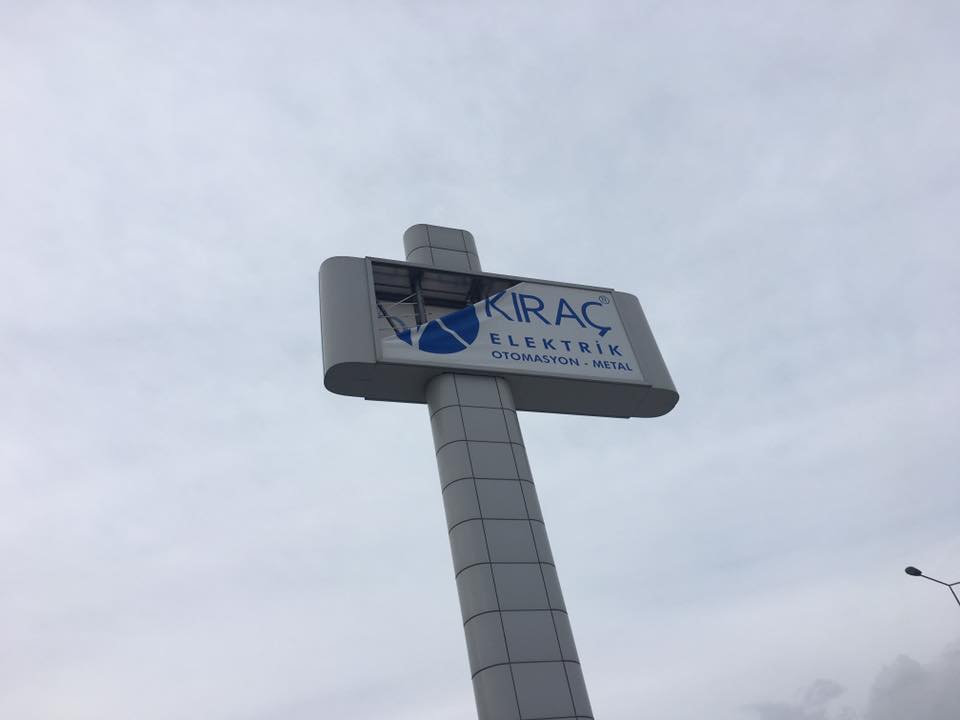 KIRAÇ®
ELEKTRİK
OTOMASYON - METAL